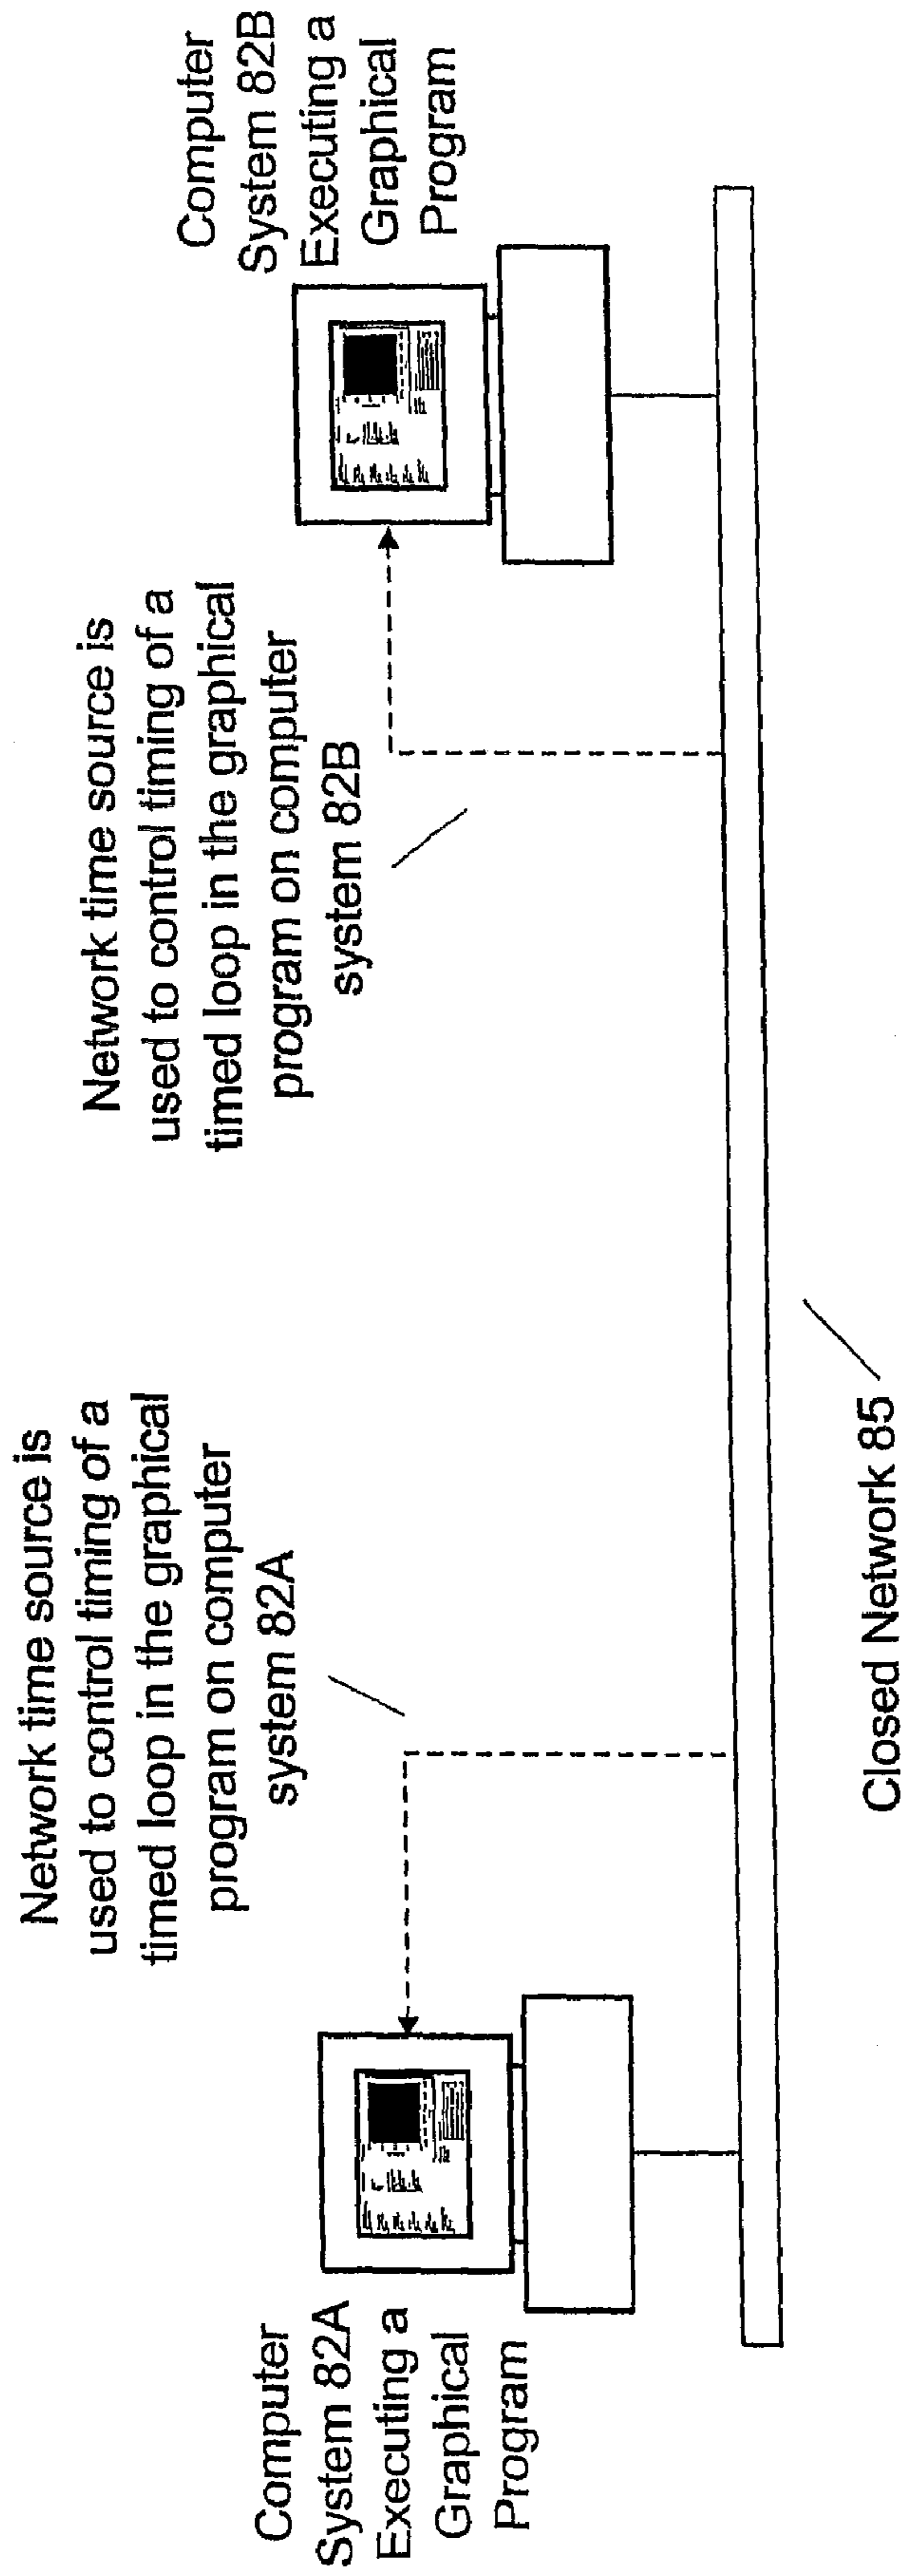 Computer
System 82A
Executing a
Graphical
Program
Network time source is
used to control timing of a
timed loop in the graphical
program on computer
system 82A
Network time source is
used to control timing of a
timed loop in the graphical
program on computer
system 82B
Computer
System 82B
Executing a
Graphical
Program
Closed Network 85